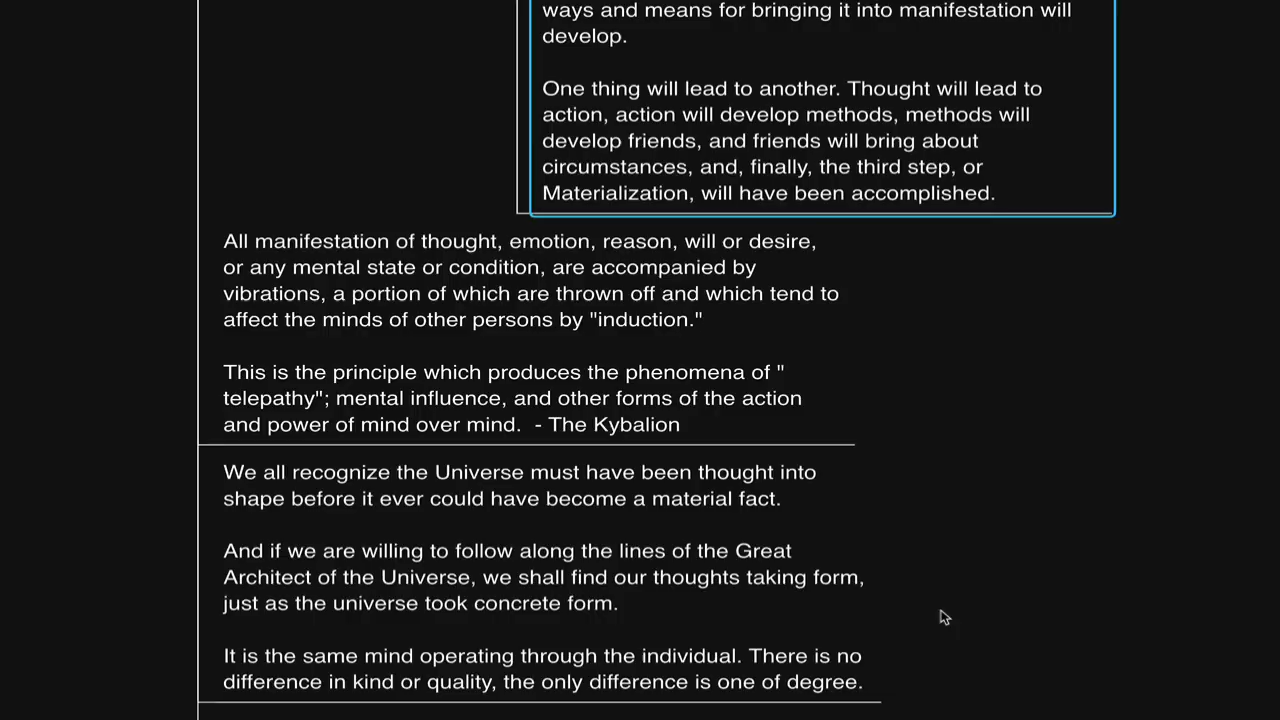 ways and means for bringing it into manifestation will
develop.
One thing will lead to another. Thought will lead to
action, action will develop methods, methods will
develop friends, and friends will bring about
circumstances, and, finally, the third step, or
Materialization, will have been accomplished.
All manifestation of thought, emotion, reason, will or desire,
or any mental state or condition, are accompanied by
vibrations, a portion of which are thrown off and which tend to
affect the minds of other persons by "induction."
This is the principle which produces the phenomena of "
telepathy"; mental influence, and other forms of the action
and power of mind over mind.  - The Kybalion
We all recognize the Universe must have been thought into
shape before it ever could have become a material fact.
And if we are willing to follow along the lines of the Great
Architect of the Universe, we shall find our thoughts taking form,
just as the universe took concrete form.
It is the same mind operating through the individual. There is no
difference in kind or quality, the only difference is one of degree.